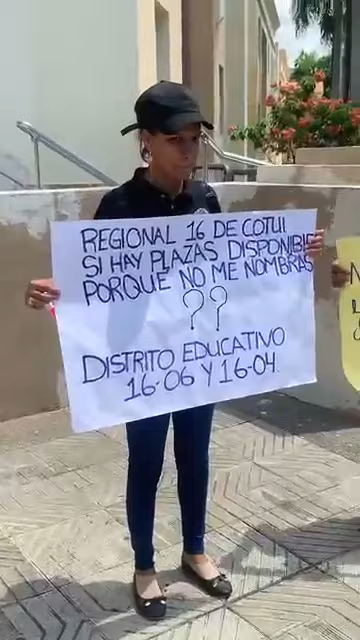 REGIONAL 16 DE COTUI
SI HAY PLAZAS DISPONIBLE
PORQUE NO ME NOMBRAS
??
DISTRITO EDUCATIVO
16-06 Y 16-04